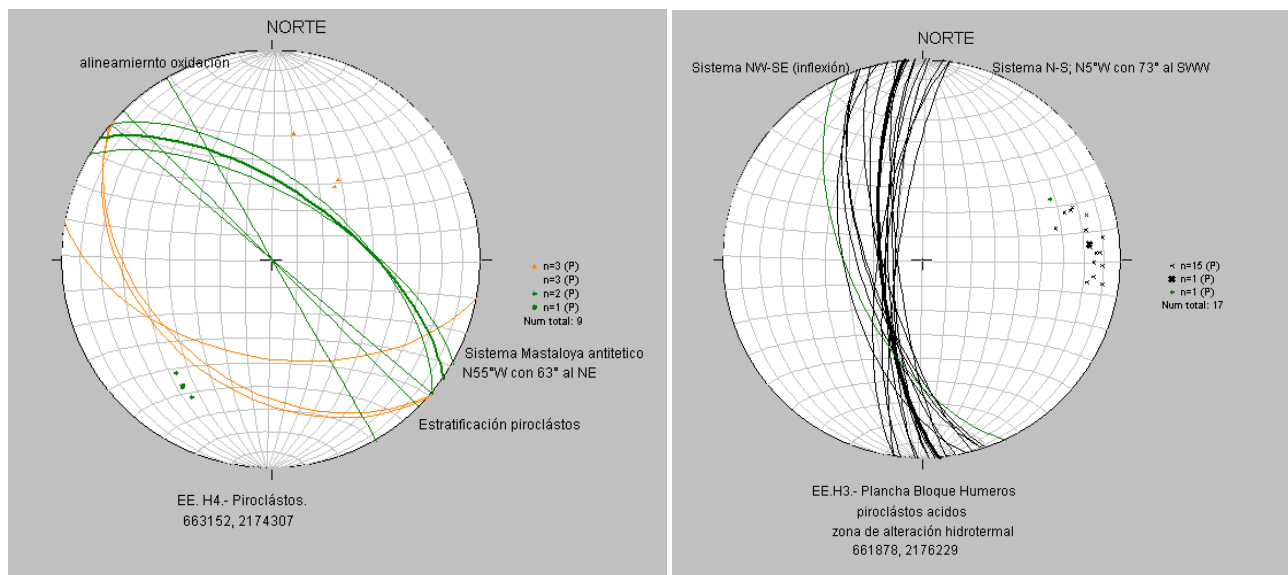 NORTE
alineamiernto oxidación
n=3 (P)
n=3 (P)
n=2 (P)
n=1 (P)
Num total: 9
Sistema Mastaloya antitetico
N55°W con 63° al NE
Estratificación piroclástos
EE. H4.- Piroclástos.
663152, 2174307
NORTE
Sistema NW-SE (inflexión)
Sistema N-S; N5°W con 73° al SWW
n=15 (P)
n=1 (P)
n=1 (P)
Num total: 17
EE.H3.- Plancha Bloque Humeros
piroclástos acidos
zona de alteración hidrotermal
661878, 2176229